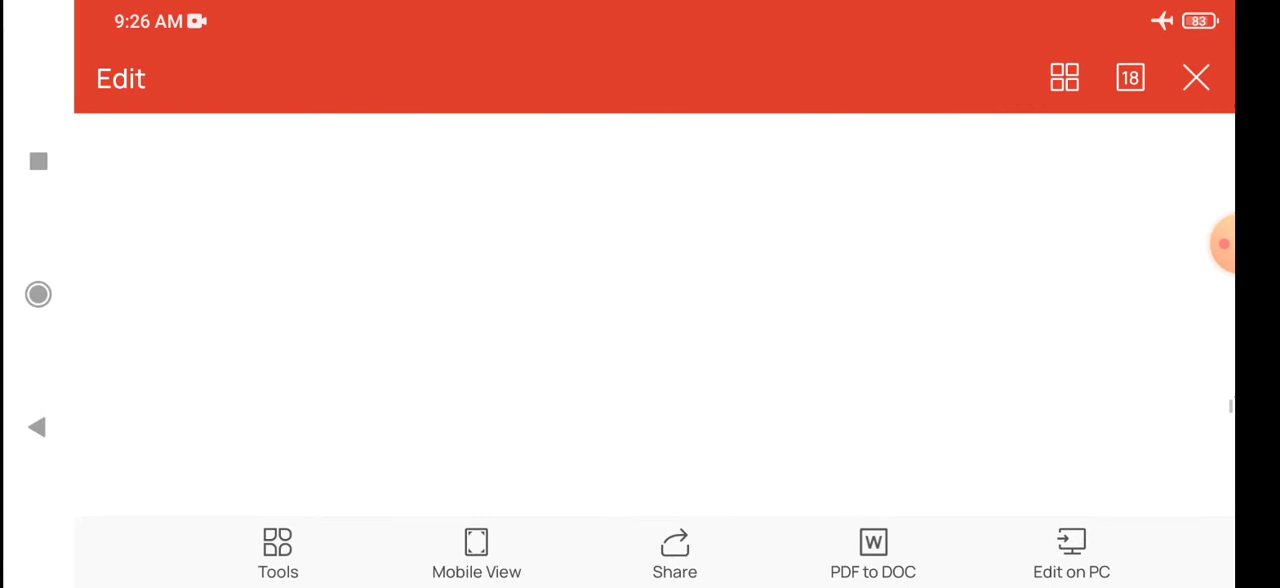 9:26 AM
83
Edit
18
Tools
Mobile View
Share
W
PDF to DOC
Edit on PC